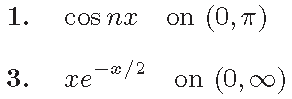 1. cos nx on (0, π)
3. xe^{-x/2} on (0, ∞)